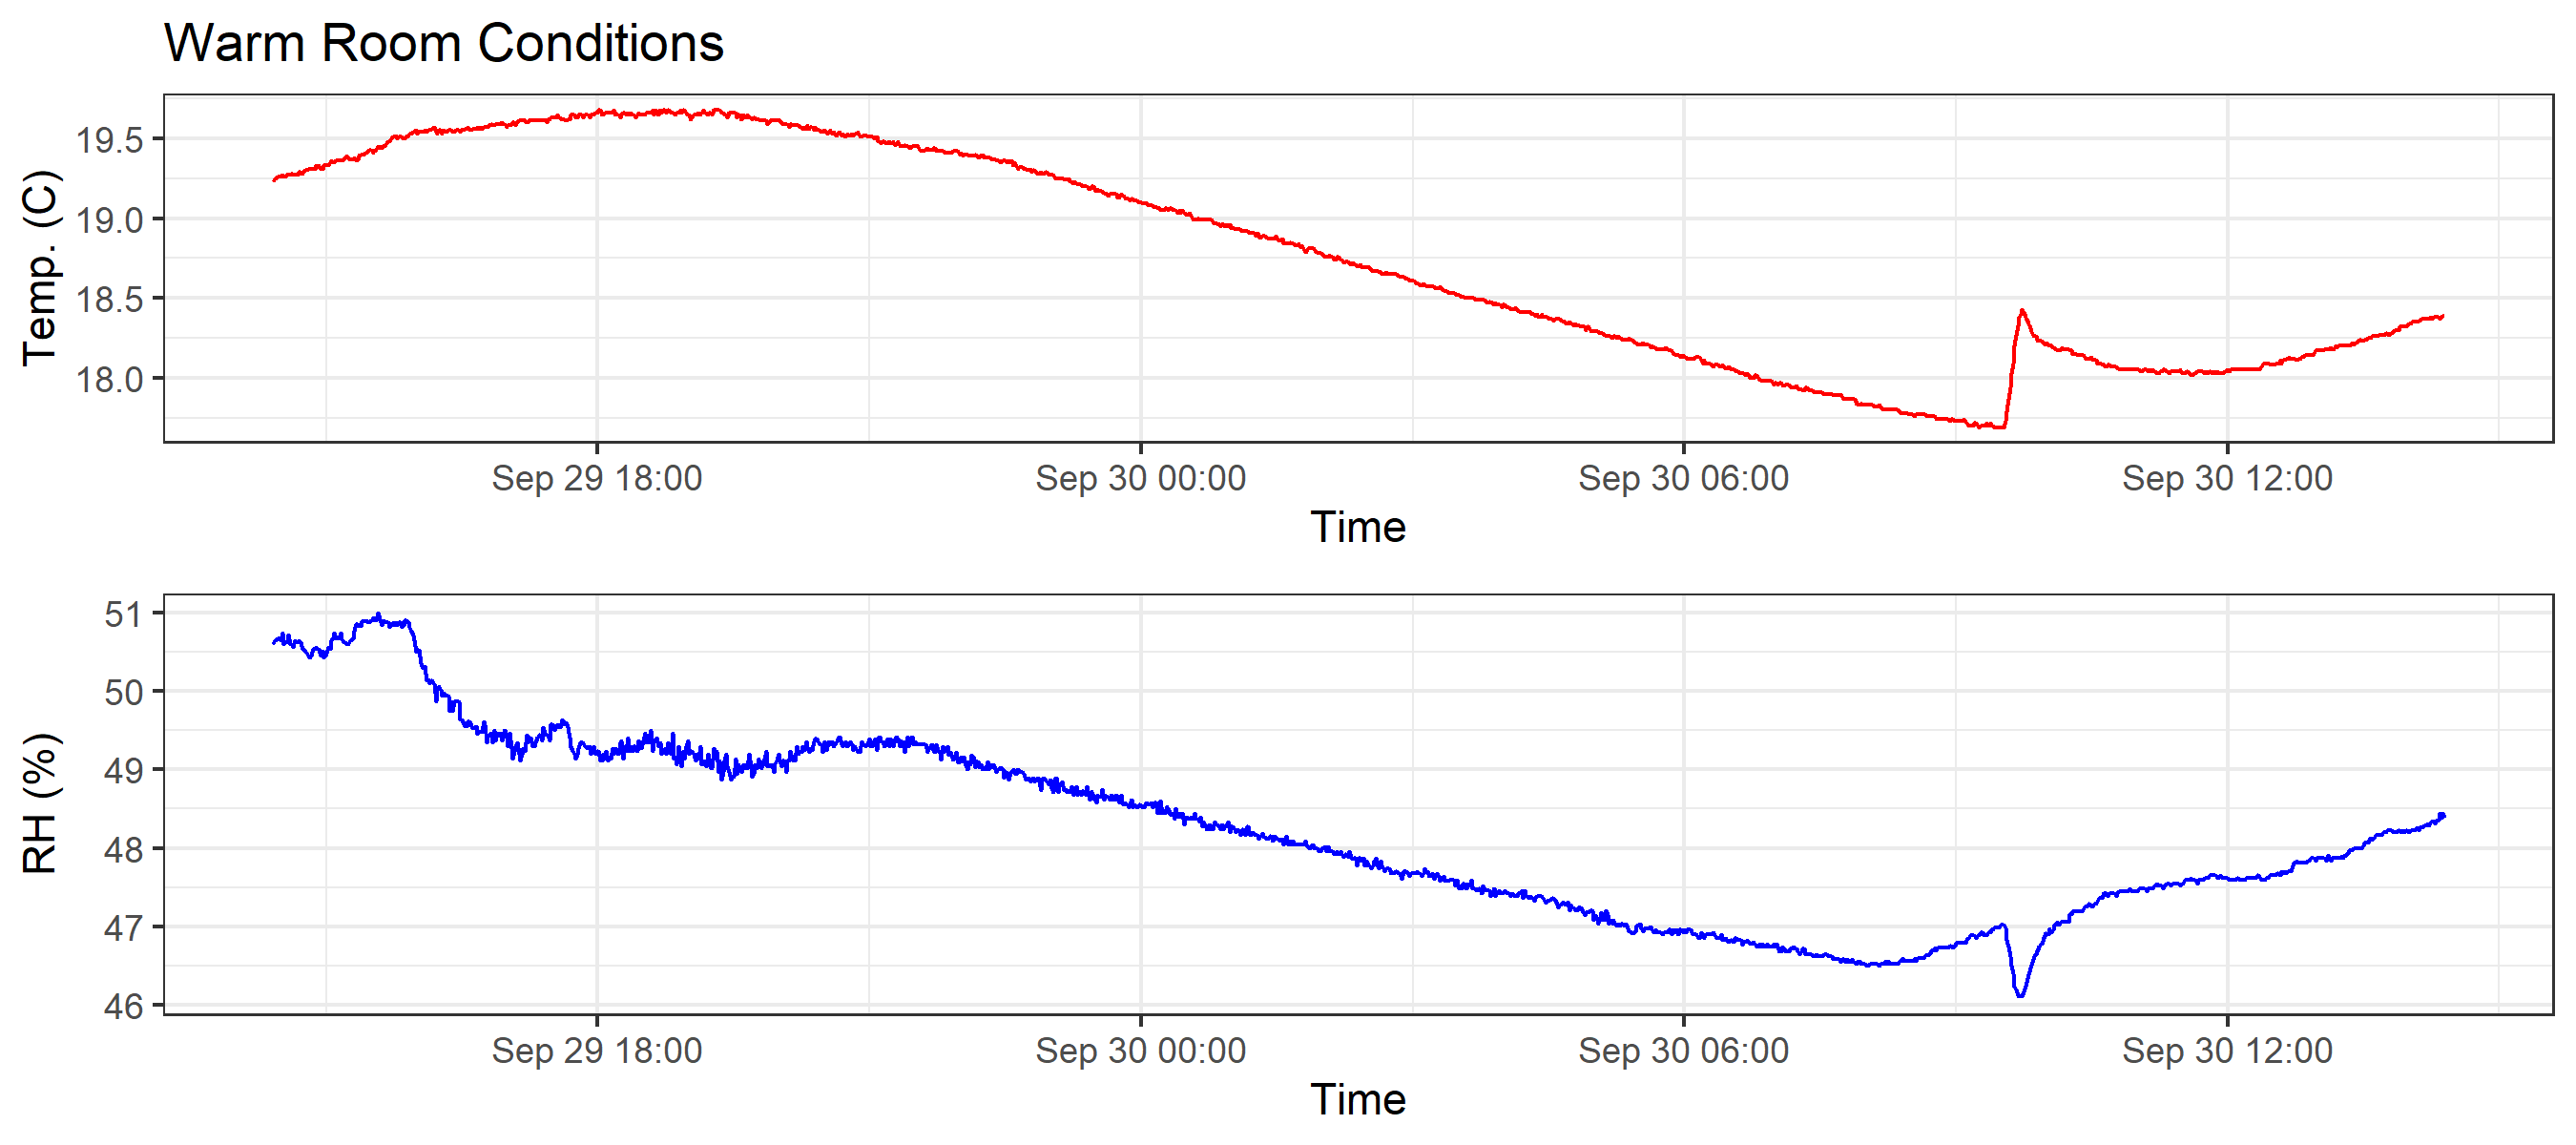 Warm Room Conditions
Temp. (C)
19.5
19.0
18.5
18.0
Sep 29 18:00 Sep 30 00:00 Sep 30 06:00 Sep 30 12:00
Time
RH (%)
51
50
49
48
47
46
Sep 29 18:00 Sep 30 00:00 Sep 30 06:00 Sep 30 12:00
Time